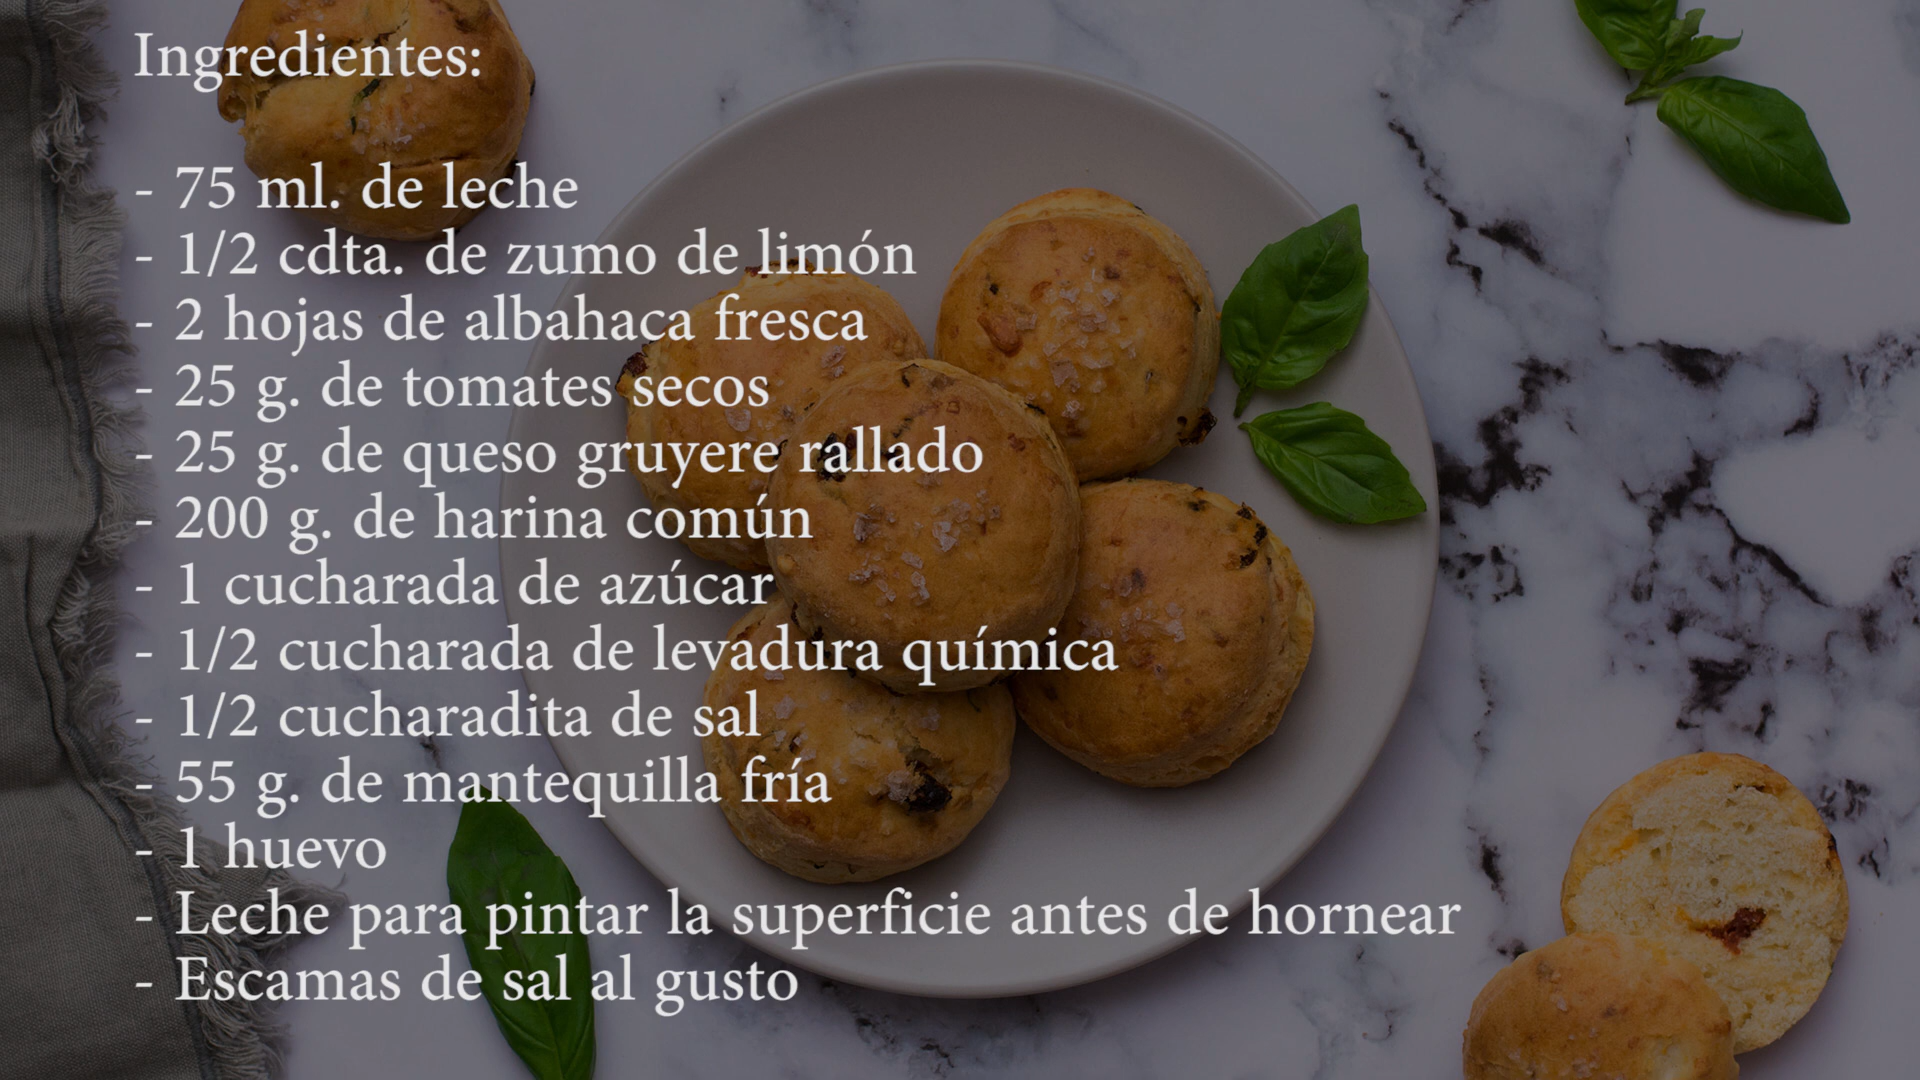 Ingredientes:
- 75 ml. de leche
- 1/2 cdta. de zumo de limón
- 2 hojas de albahaca fresca
- 25 g. de tomates secos
- 25 g. de queso gruyere rallado
- 200 g. de harina común
- 1 cucharada de azúcar
- 1/2 cucharada de levadura química
- 1/2 cucharadita de sal
- 55 g. de mantequilla fría
- 1 huevo
- Leche para pintar la superficie antes de hornear
- Escamas de sal al gusto